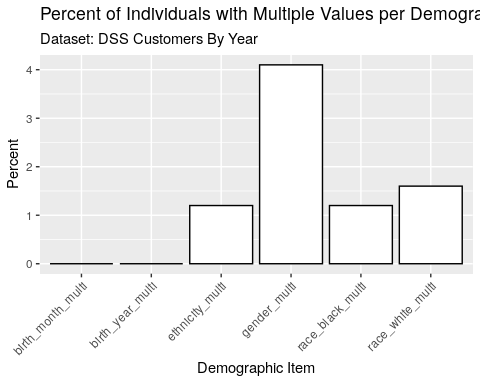 Percent of Individuals with Multiple Values per Demogra
Dataset: DSS Customers By Year
4
3
2
1
0
Percent
birth_month_multi
birth_year_multi
ethnicity_multi
gender_multi
race_black_multi
race_white_multi
Demographic Item